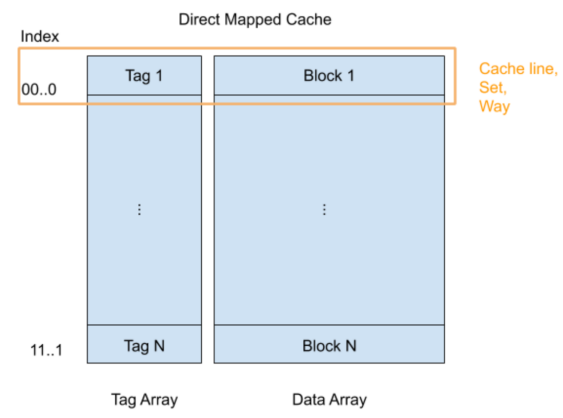 Direct Mapped Cache
Index
00..0
Tag 1
Block 1
Cache line,
Set,
Way
⋮
⋮
11..1
Tag N
Block N
Tag Array
Data Array